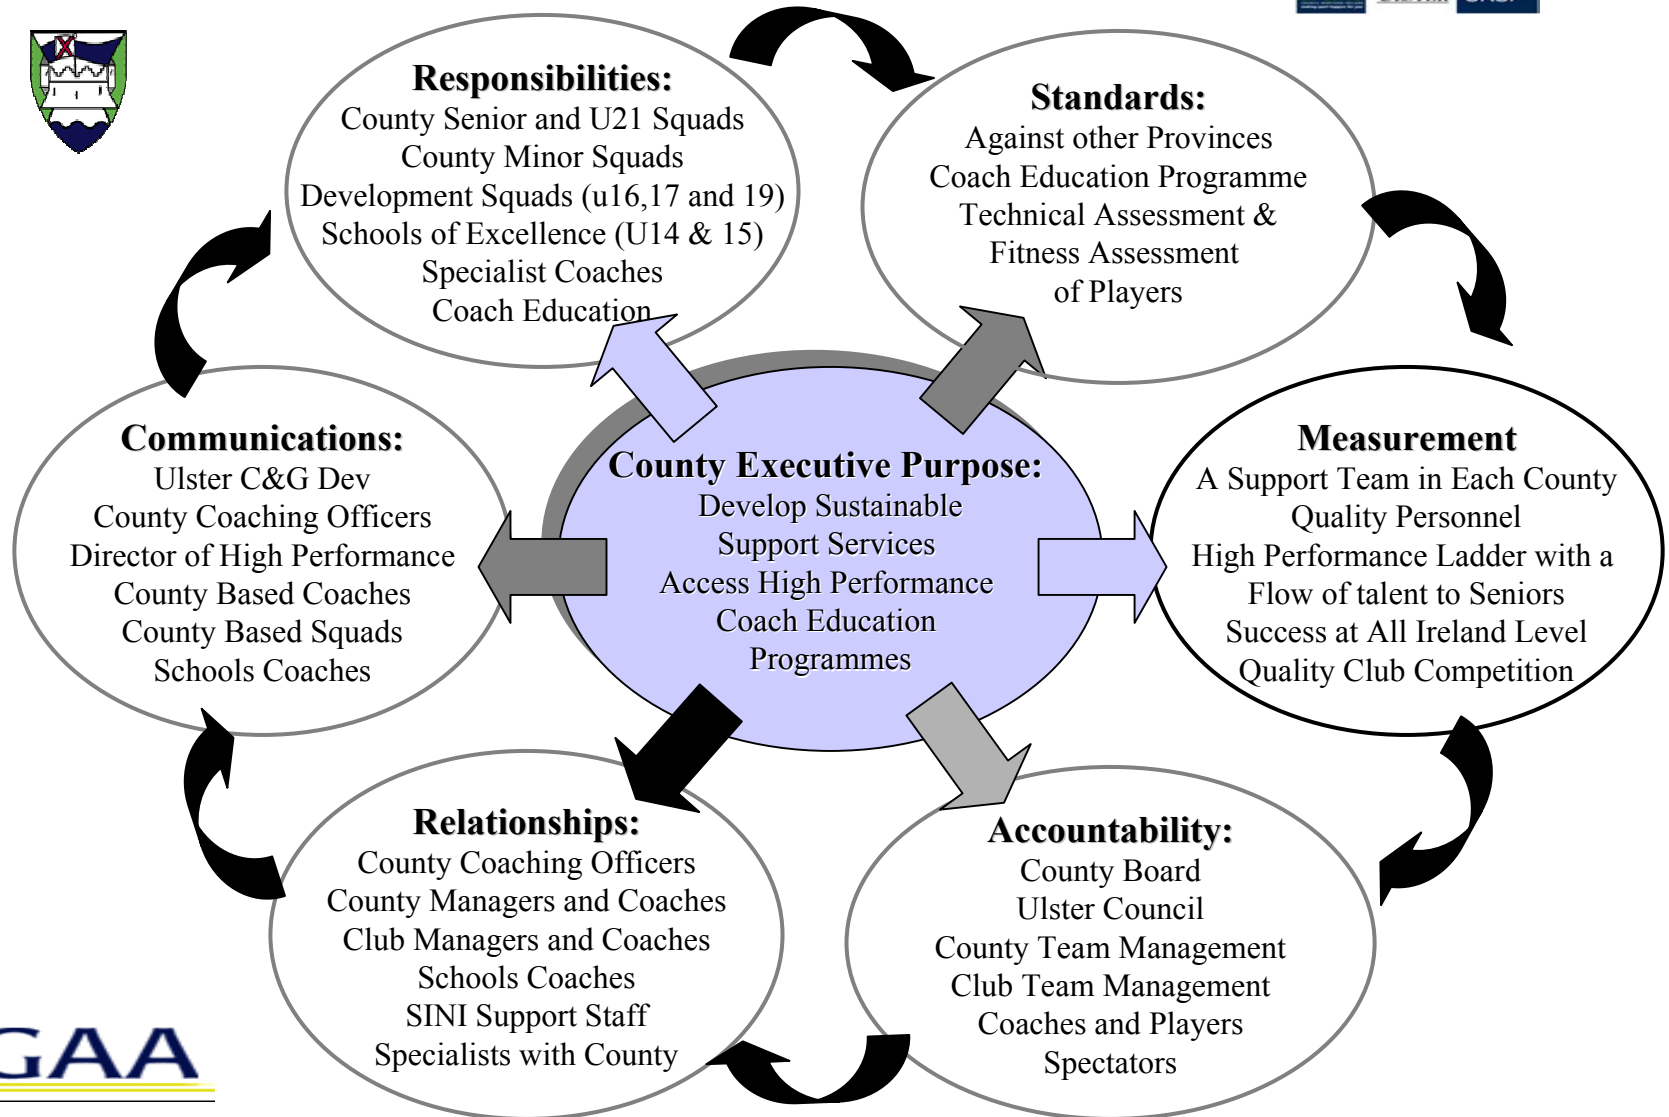 Responsibilities:
County Senior and U21 Squads
County Minor Squads
Development Squads (u16,17 and 19)
Schools of Excellence (U14 & 15)
Specialist Coaches
Coach Education
Standards:
Against other Provinces
Coach Education Programme
Technical Assessment &
Fitness Assessment
of Players
Communications:
Ulster C&G Dev
County Coaching Officers
Director of High Performance
County Based Coaches
County Based Squads
Schools Coaches
County Executive Purpose:
Develop Sustainable
Support Services
Access High Performance
Coach Education
Programmes
Measurement
A Support Team in Each County
Quality Personnel
High Performance Ladder with a
Flow of talent to Seniors
Success at All Ireland Level
Quality Club Competition
Relationships:
County Coaching Officers
County Managers and Coaches
Club Managers and Coaches
Schools Coaches
SINI Support Staff
Specialists with County
Accountability:
County Board
Ulster Council
County Team Management
Club Team Management
Coaches and Players
Spectators
GAA